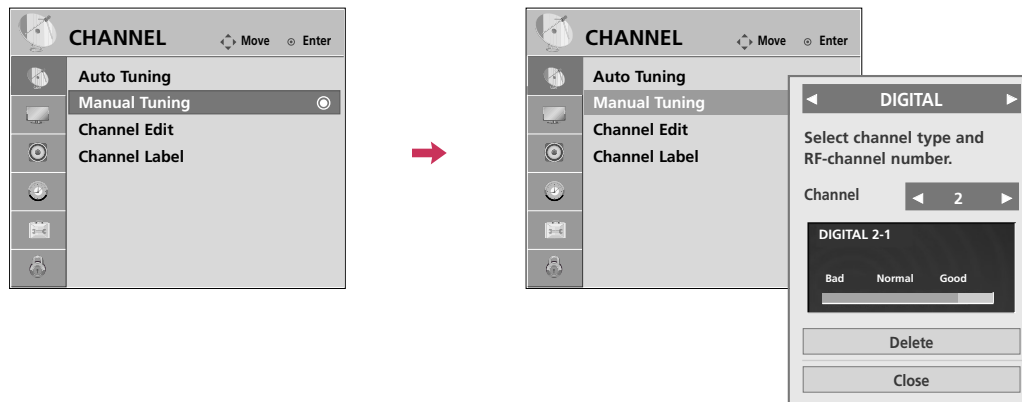 CHANNEL Move Enter
Auto Tuning
Manual Tuning
Channel Edit
Channel Label
CHANNEL Move Enter
Auto Tuning
Manual Tuning
Channel Edit
Channel Label
DIGITAL
Select channel type and
RF-channel number.
Channel 2
DIGITAL 2-1
Bad Normal Good
Delete
Close